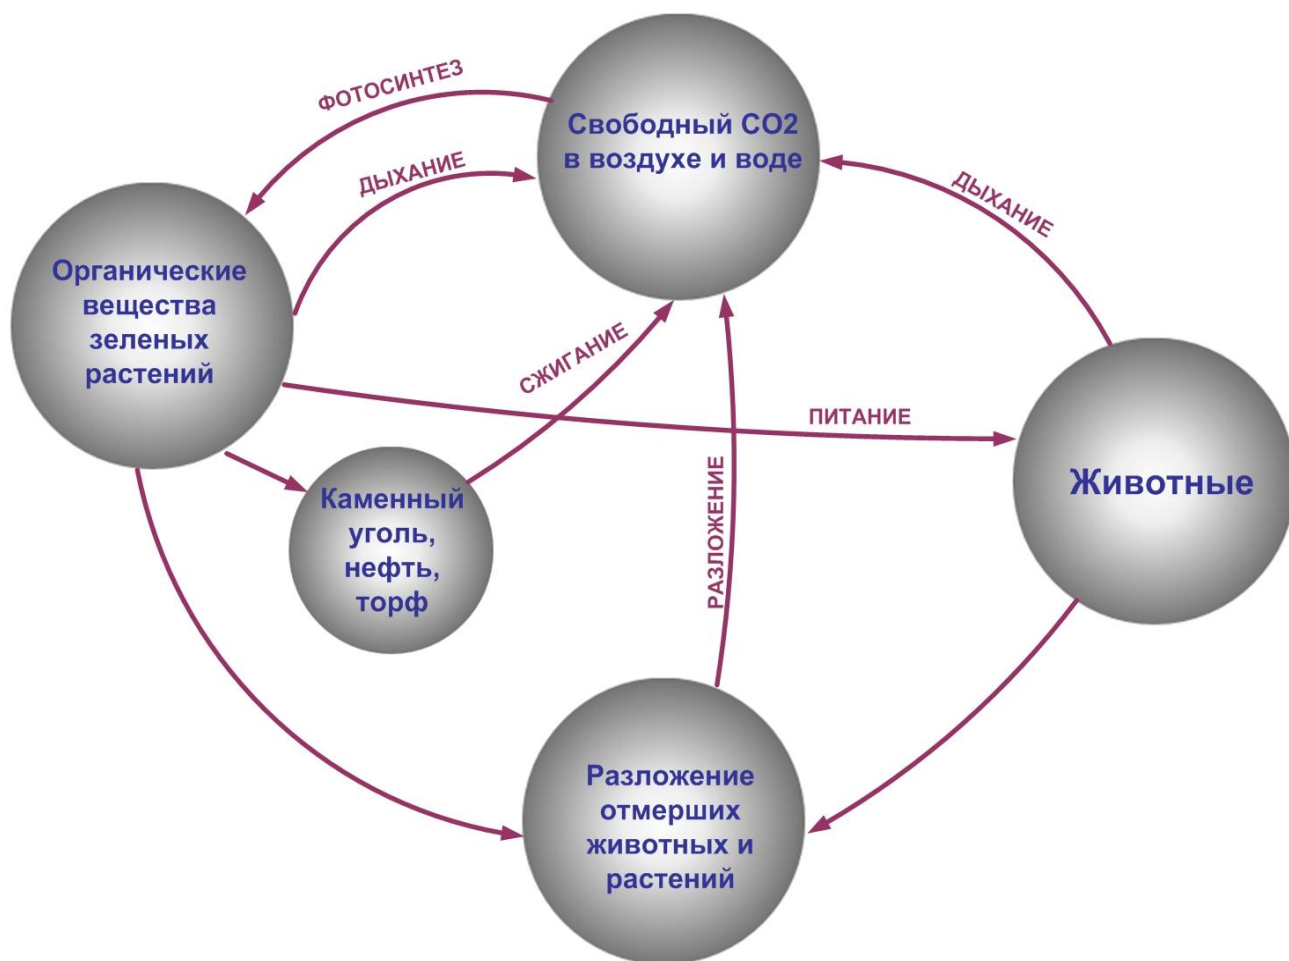 ФОТОСИНТЕЗ
Свободный СО2
в воздухе и воде
ДЫХАНИЕ
ДЫХАНИЕ
Органические
вещества
зеленых
растений
СЖИГАНИЕ
ПИТАНИЕ
Животные
Каменный
уголь,
нефть,
торф
РАЗЛОЖЕНИЕ
Разложение
отмерших
животных и
растений